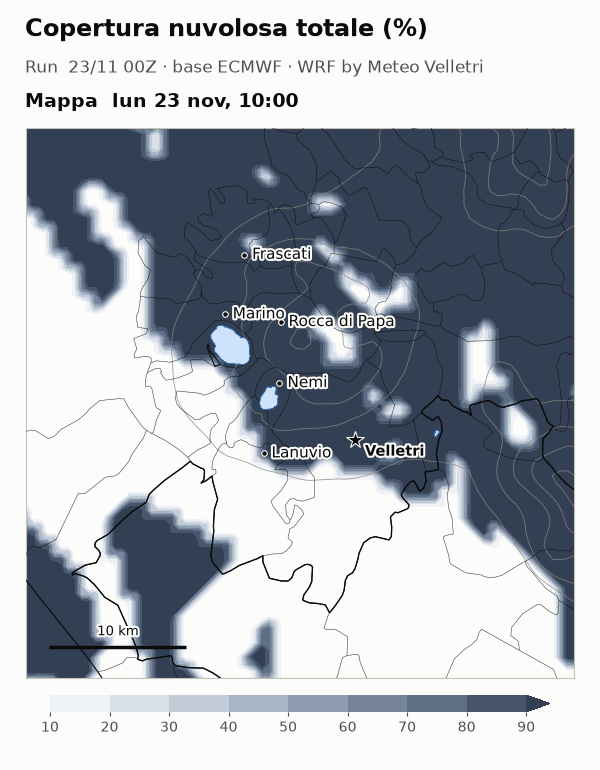 Copertura nuvolosa totale (%)
Run  23/11 00Z · base ECMWF · WRF by Meteo Velletri
Mappa  lun 23 nov, 10:00
Frascati
Marino
Rocca di Papa
Nemi
Velletri
Lanuvio
10 km
10 20 30 40 50 60 70 80 90